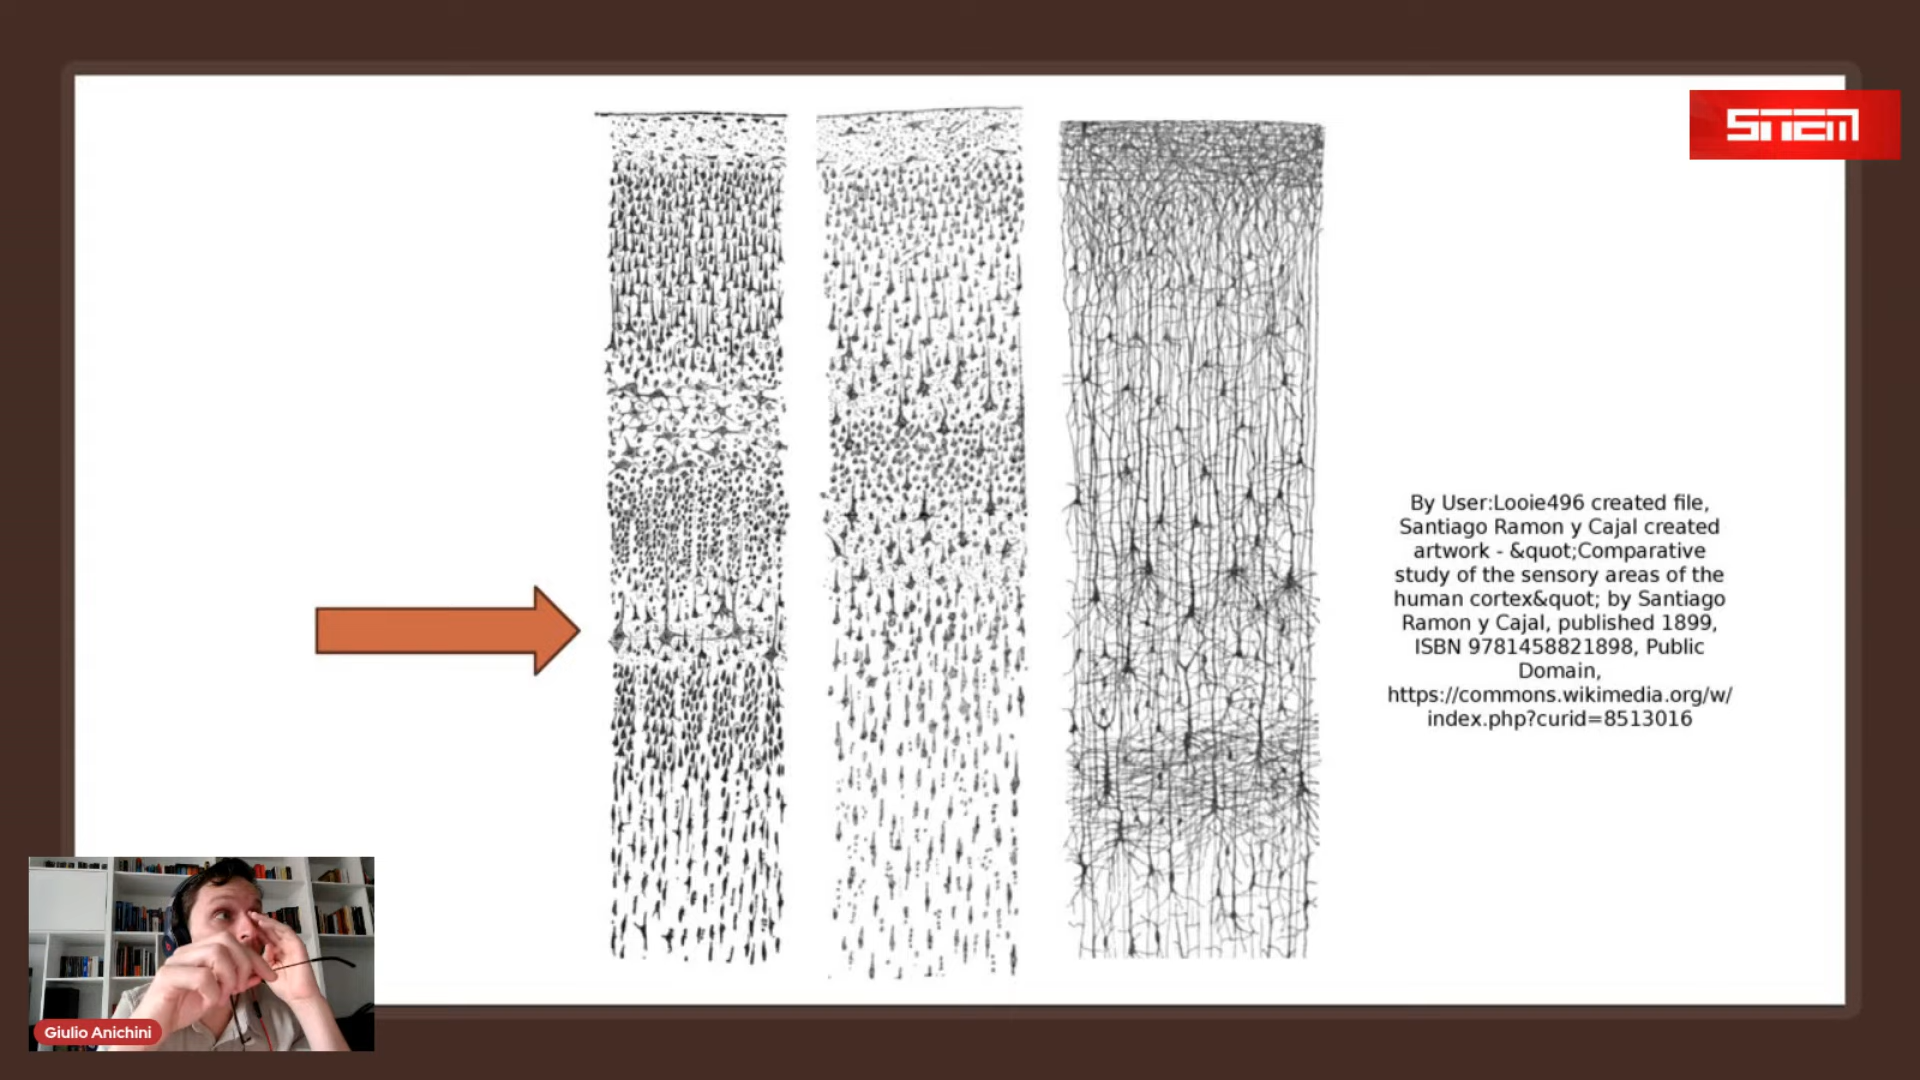 SNEM
By User:Looie496 created file,
Santiago Ramon y Cajal created
artwork - &quot;Comparative
study of the sensory areas of the
human cortex&quot; by Santiago
Ramon y Cajal, published 1899,
ISBN 9781458821898, Public
Domain,
https://commons.wikimedia.org/w/
index.php?curid=8513016
Giulio Anichini